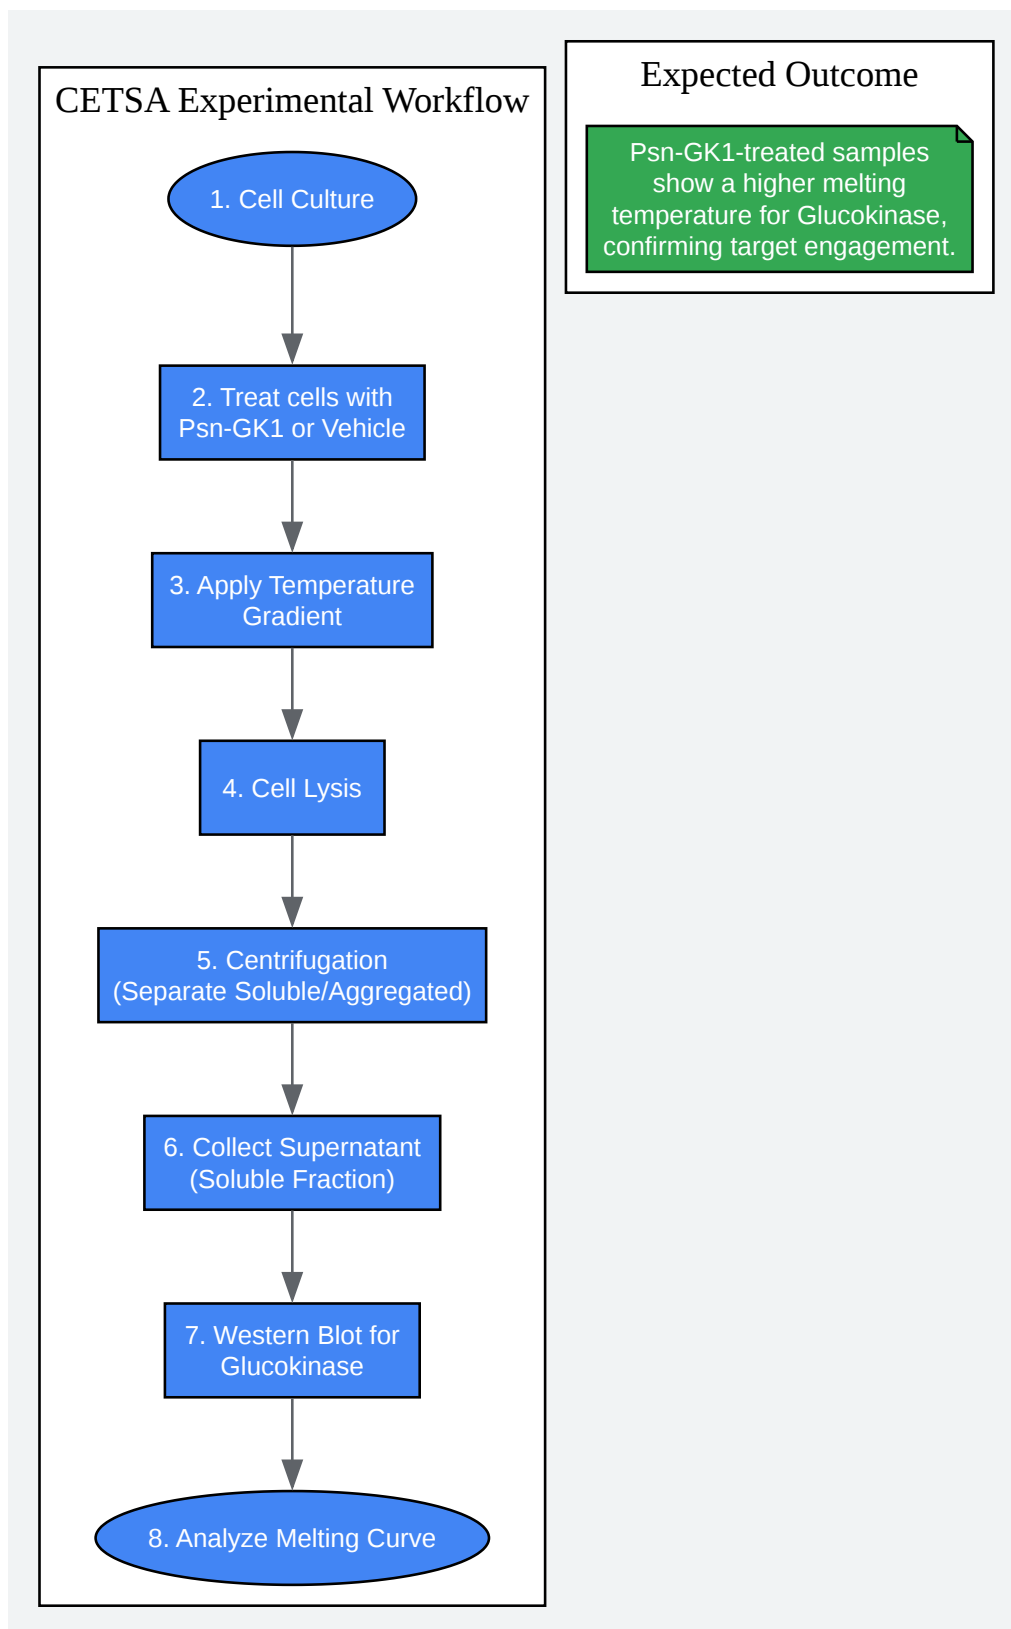 CETSA Experimental Workflow
1. Cell Culture
2. Treat cells with
Psn-GK1 or Vehicle
3. Apply Temperature
Gradient
4. Cell Lysis
5. Centrifugation
(Separate Soluble/Aggregated)
6. Collect Supernatant
(Soluble Fraction)
7. Western Blot for
Glucokinase
8. Analyze Melting Curve
Expected Outcome
Psn-GK1-treated samples
show a higher melting
temperature for Glucokinase,
confirming target engagement.